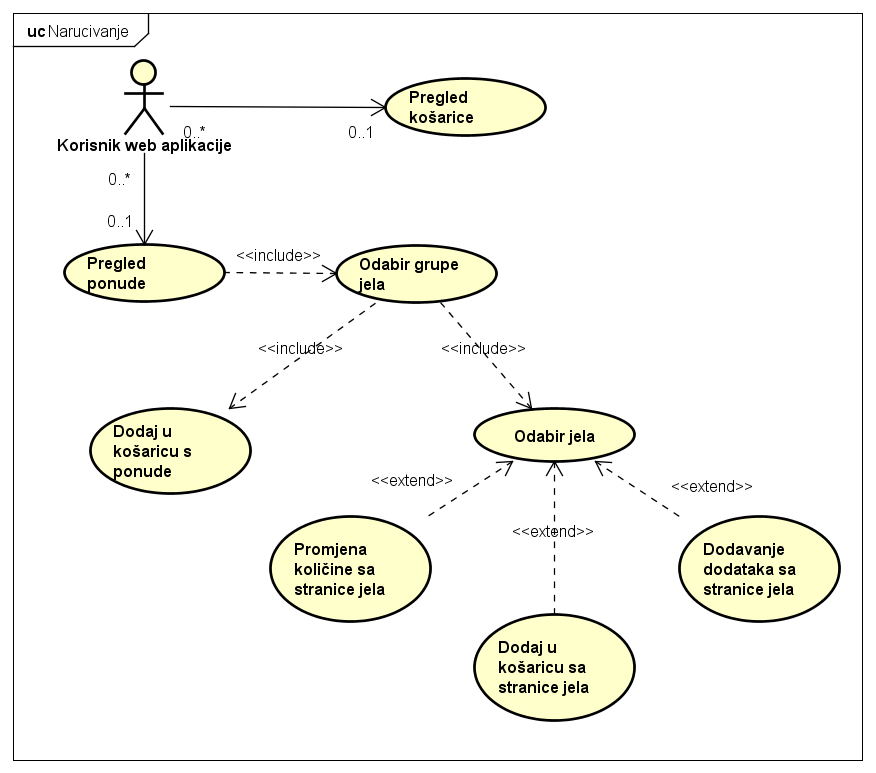 uc Narucivanje
Pregled
košarice
0..*
0..1
Korisnik web aplikacije
0..*
0..1
Pregled
ponude
<<include>>
Odabir grupe
jela
<<include>>
<<include>>
Dodaj u
košaricu s
ponude
Odabir jela
<<extend>>
<<extend>>
<<extend>>
Promjena
količine sa
stranice jela
Dodavanje
dodataka sa
stranice jela
Dodaj u
košaricu sa
stranice jela